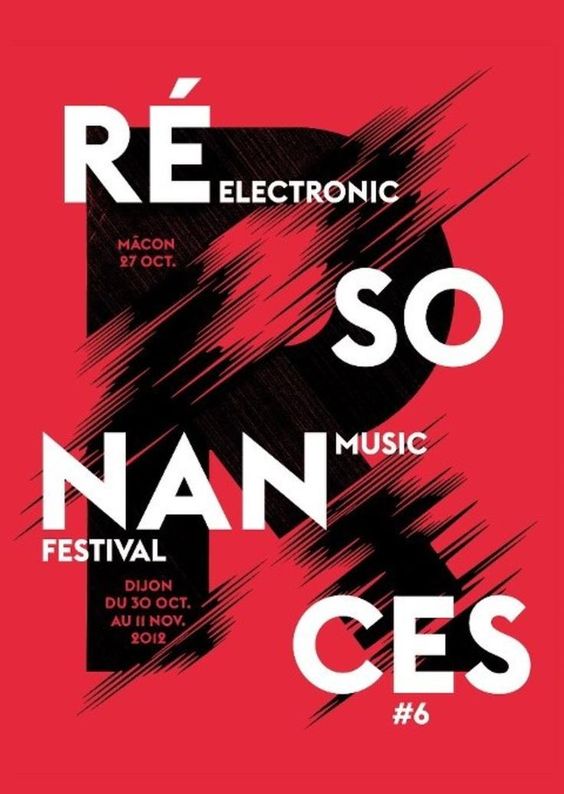 RÉ
ELECTRONIC
MÂCON
27 OCT.
SO
NAN
MUSIC
FESTIVAL
DIJON
DU 30 OCT.
AU 11 NOV.
2012
CES
#6